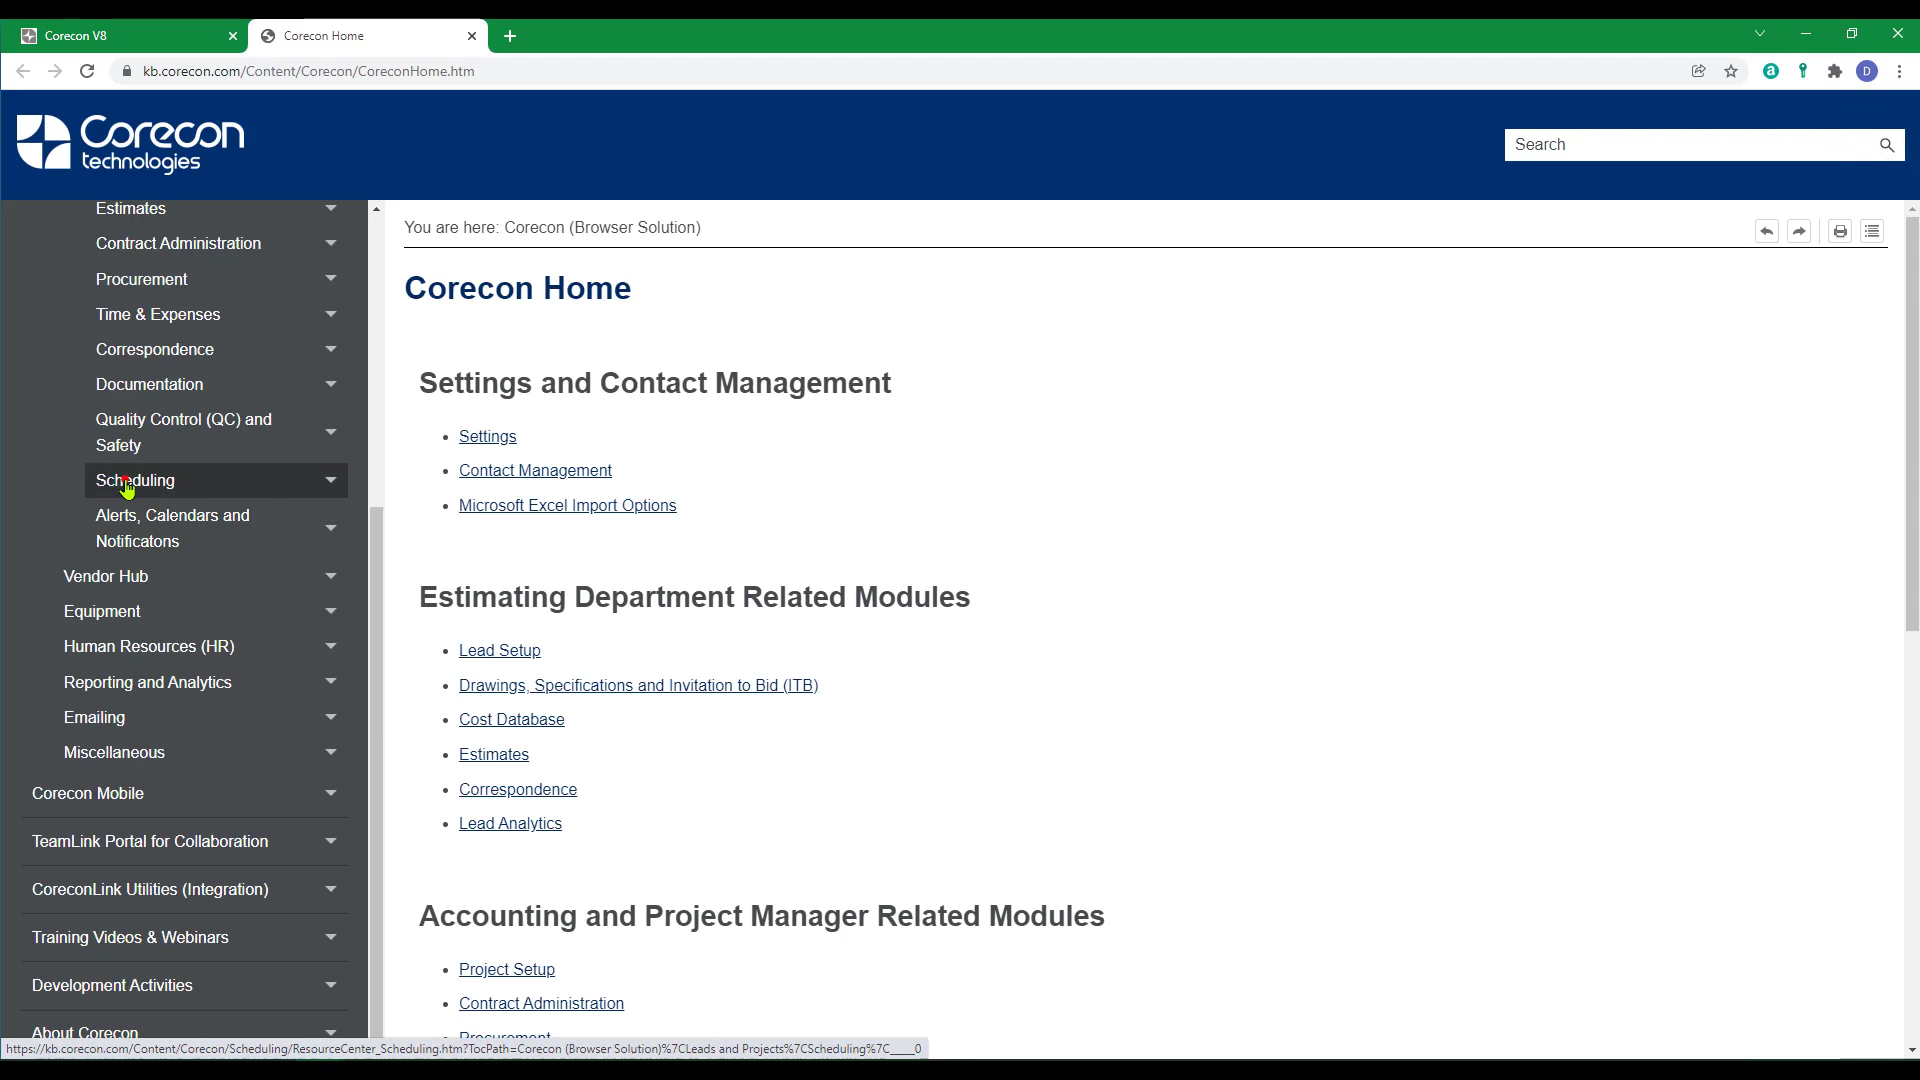 Corecon V8
Corecon Home
kb.corecon.com/Content/Corecon/CoreconHome.htm
D
Corecon
technologies
Search
Estimates
Contract Administration
Procurement
Time & Expenses
Correspondence
Documentation
Quality Control (QC) and
Safety
Scheduling
Alerts, Calendars and
Notificatons
Vendor Hub
Equipment
Human Resources (HR)
Reporting and Analytics
Emailing
Miscellaneous
Corecon Mobile
TeamLink Portal for Collaboration
CoreconLink Utilities (Integration)
Training Videos & Webinars
Development Activities
About Corecon
You are here: Corecon (Browser Solution)
Corecon Home
Settings and Contact Management
Settings
Contact Management
Microsoft Excel Import Options
Estimating Department Related Modules
Lead Setup
Drawings, Specifications and Invitation to Bid (ITB)
Cost Database
Estimates
Correspondence
Lead Analytics
Accounting and Project Manager Related Modules
Project Setup
Contract Administration
Procurement
https://kb.corecon.com/Content/Corecon/Scheduling/ResourceCenter_Scheduling.htm?TocPath=Corecon (Browser Solution)%7CLeads and Projects%7CScheduling%7C_____0